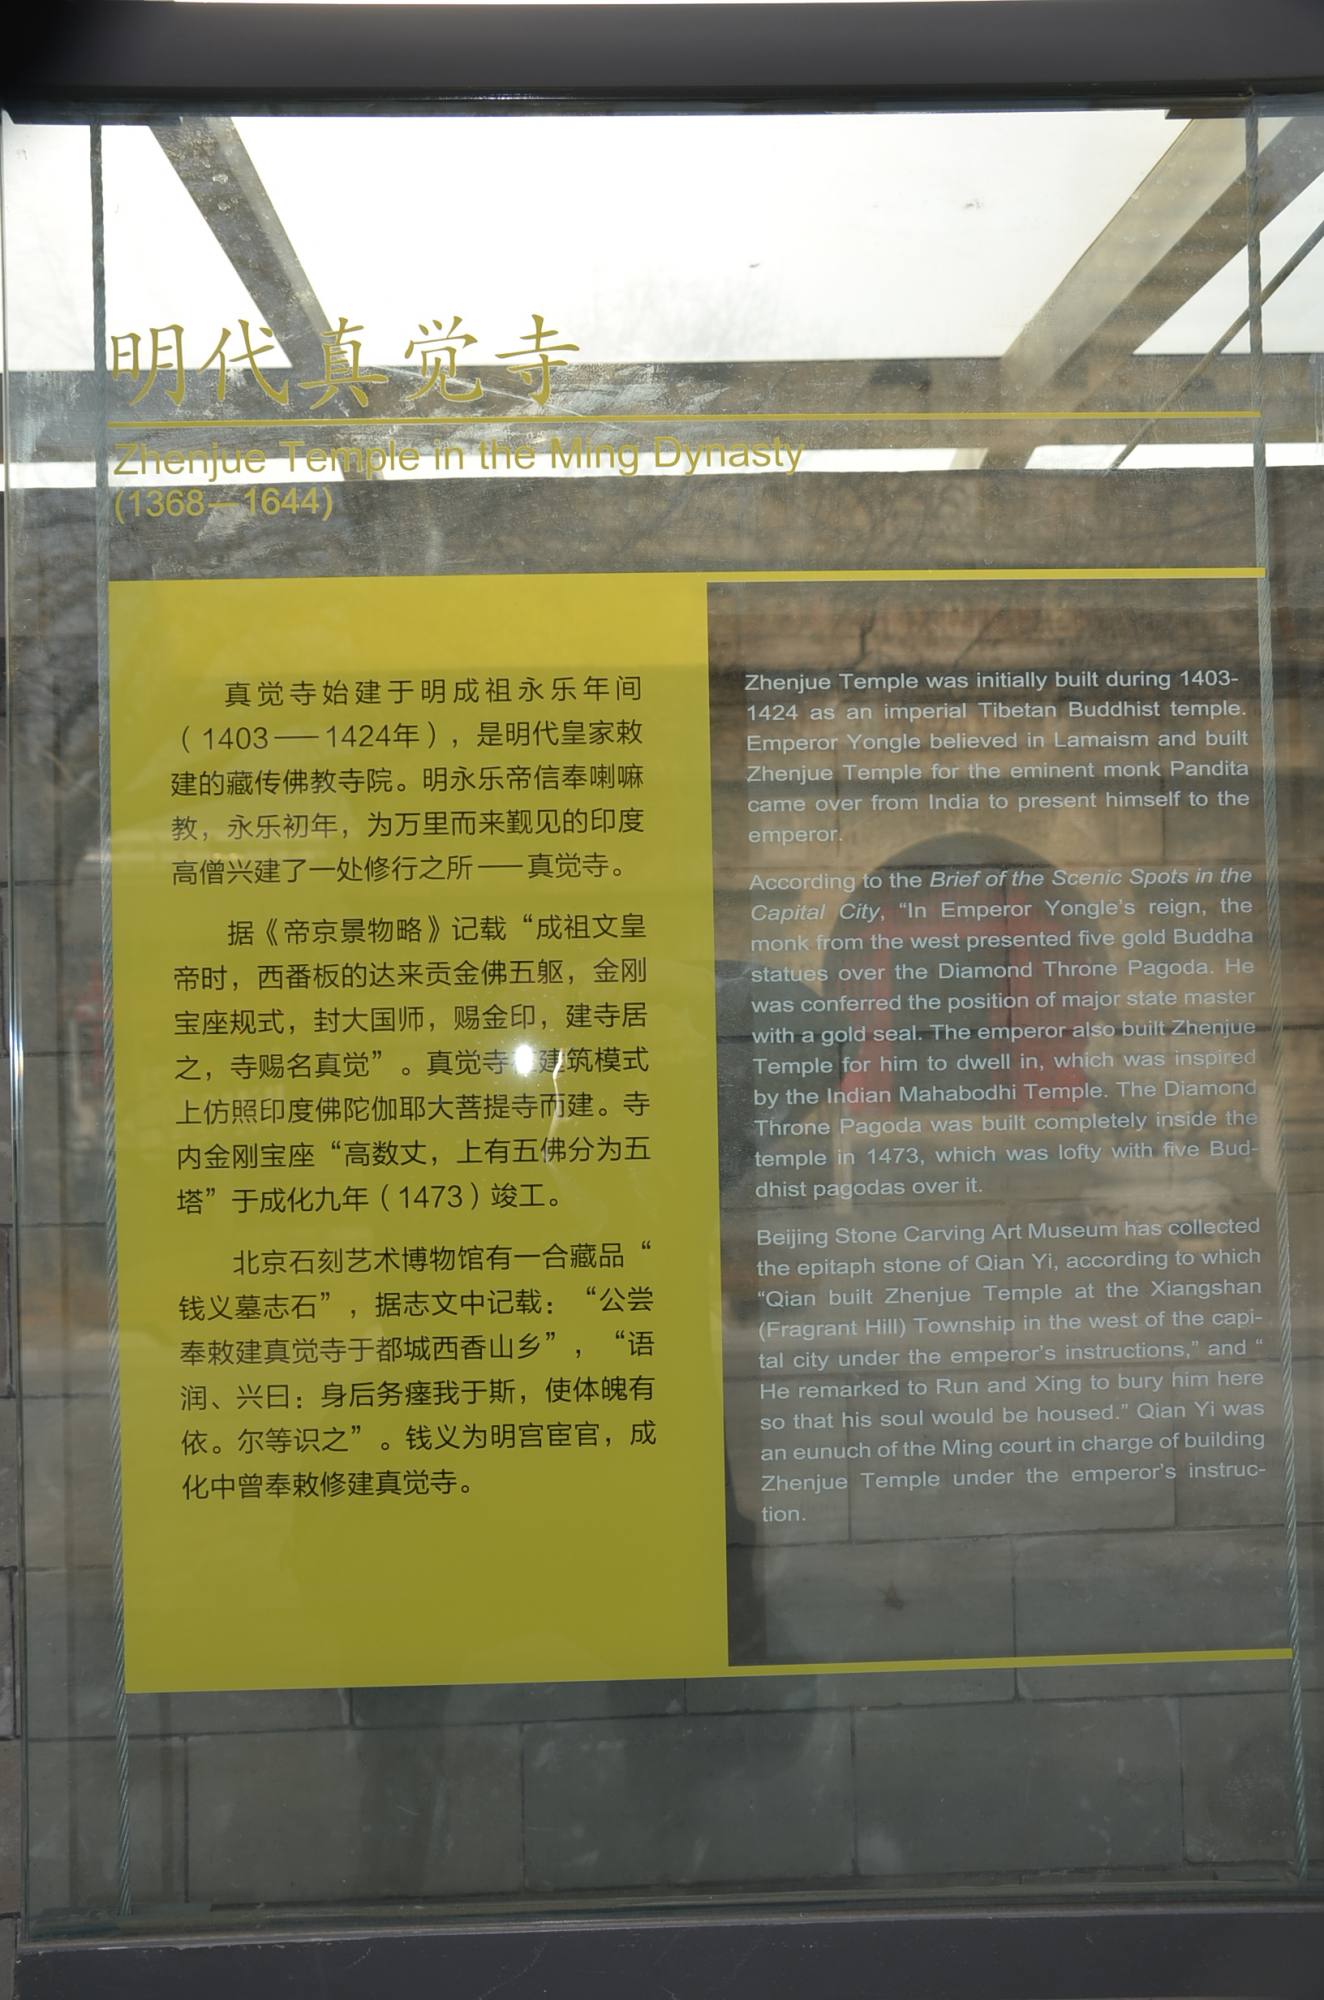 明代真觉寺
Zhenjue Temple in the Ming Dynasty
(1368—1644)
真觉寺始建于明成祖永乐年间
（1403——1424年），是明代皇家敕
建的藏传佛教寺院。明永乐帝信奉喇嘛
教，永乐初年，为万里而来觐见的印度
高僧兴建了一处修行之所——真觉寺。
据《帝京景物略》记载“成祖文皇
帝时，西番板的达来贡金佛五躯，金刚
宝座规式，封大国师，赐金印，建寺居
之，寺赐名真觉”。真觉寺建筑模式
上仿照印度佛陀伽耶大菩提寺而建。寺
内金刚宝座“高数丈，上有五佛分为五
塔”于成化九年（1473）竣工。
北京石刻艺术博物馆有一合藏品“
钱义墓志石”，据志文中记载：“公尝
奉敕建真觉寺于都城西香山乡”，“语
润、兴曰：身后务瘗我于斯，使体魄有
依。尔等识之”。钱义为明宫宦官，成
化中曾奉敕修建真觉寺。
Zhenjue Temple was initially built during 1403-
1424 as an imperial Tibetan Buddhist temple.
Emperor Yongle believed in Lamaism and built
Zhenjue Temple for the eminent monk Pandita
came over from India to present himself to the
emperor.
According to the Brief of the Scenic Spots in the
Capital City, “In Emperor Yongle’s reign, the
monk from the west presented five gold Buddha
statues over the Diamond Throne Pagoda. He
was conferred the position of major state master
with a gold seal. The emperor also built Zhenjue
Temple for him to dwell in, which was inspired
by the Indian Mahabodhi Temple. The Diamond
Throne Pagoda was built completely inside the
temple in 1473, which was lofty with five Bud-
dhist pagodas over it.
Beijing Stone Carving Art Museum has collected
the epitaph stone of Qian Yi, according to which
“Qian built Zhenjue Temple at the Xiangshan
(Fragrant Hill) Township in the west of the capi-
tal city under the emperor’s instructions,” and “
He remarked to Run and Xing to bury him here
so that his soul would be housed.” Qian Yi was
an eunuch of the Ming court in charge of building
Zhenjue Temple under the emperor’s instruc-
tion.